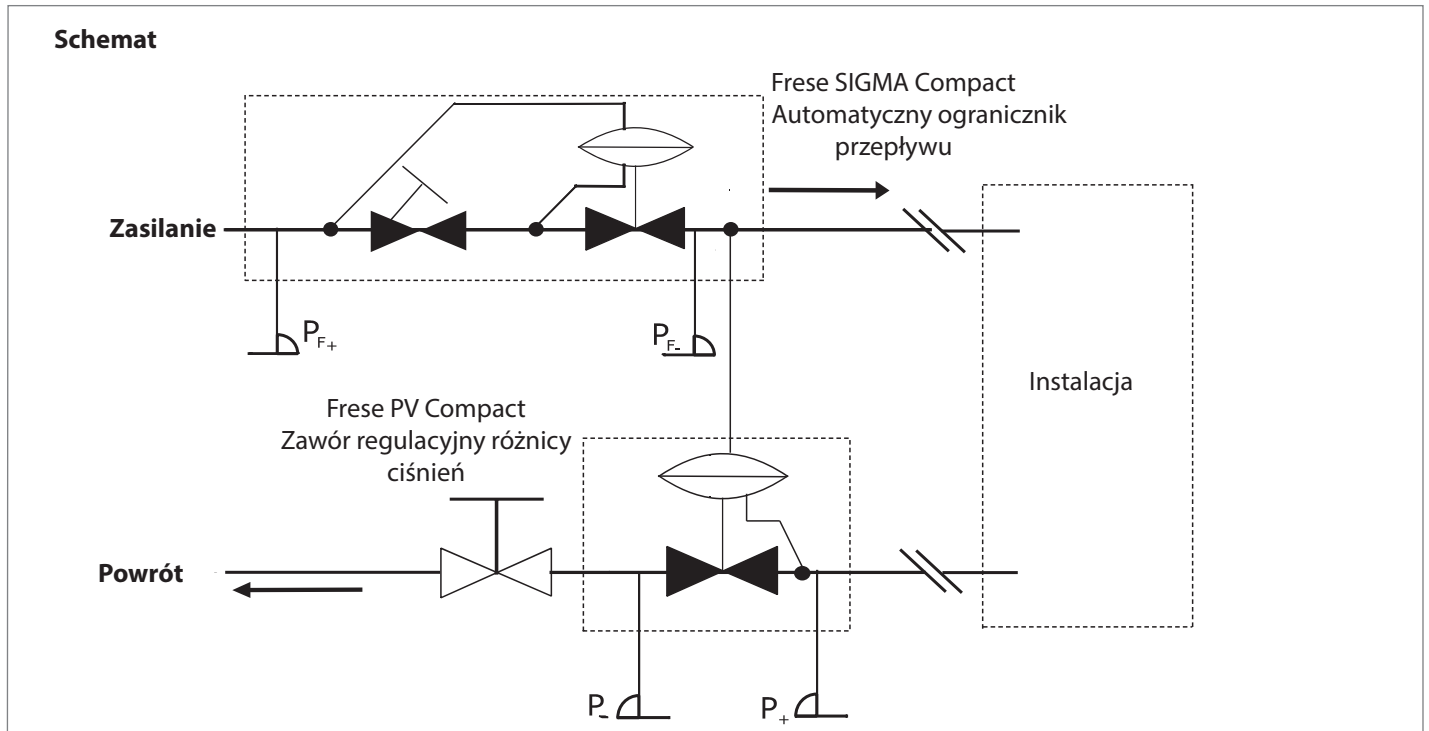 Schemat
Frese SIGMA Compact
Automatyczny ogranicznik
przepływu
Zasilanie
PF+
PF-
Instalacja
Frese PV Compact
Zawór regulacyjny różnicy
ciśnień
Powrót
P-
P+